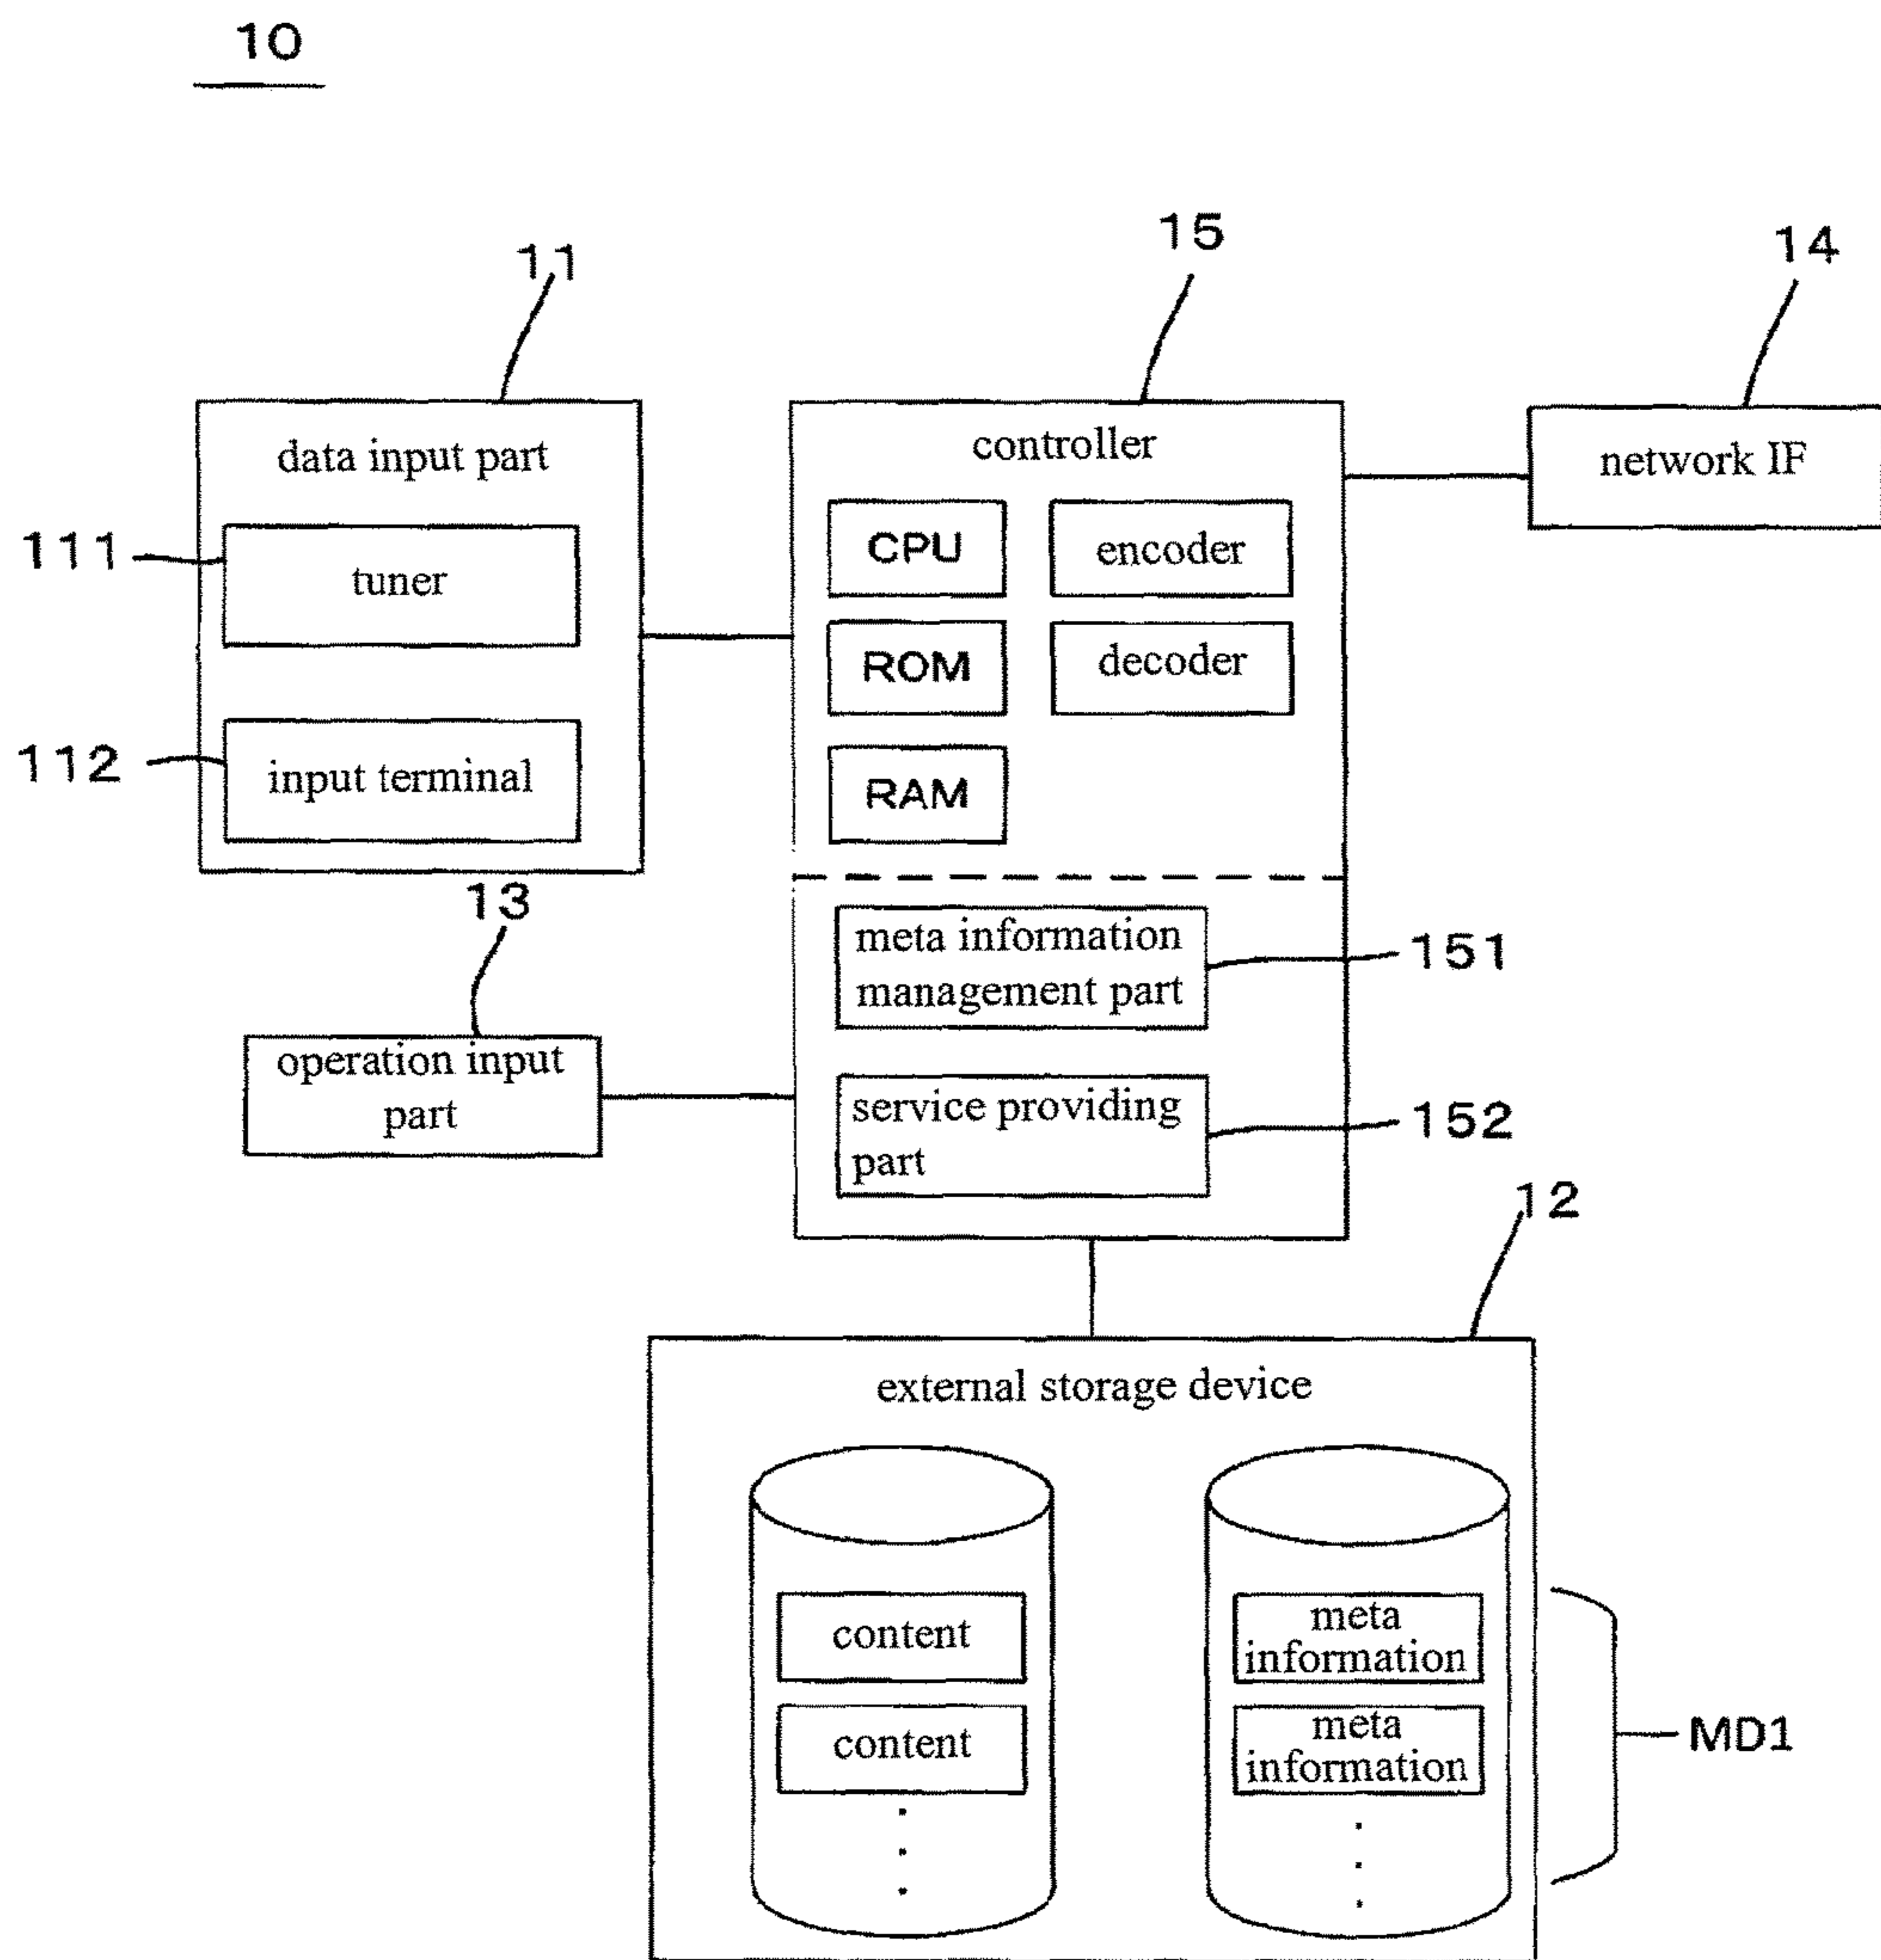 10
11
15
14
data input part
controller
network IF
111
tuner
CPU
encoder
ROM
decoder
112
input terminal
RAM
13
meta information
management part
151
operation input
part
service providing
part
152
12
external storage device
content
meta
information
content
meta
information
MD1